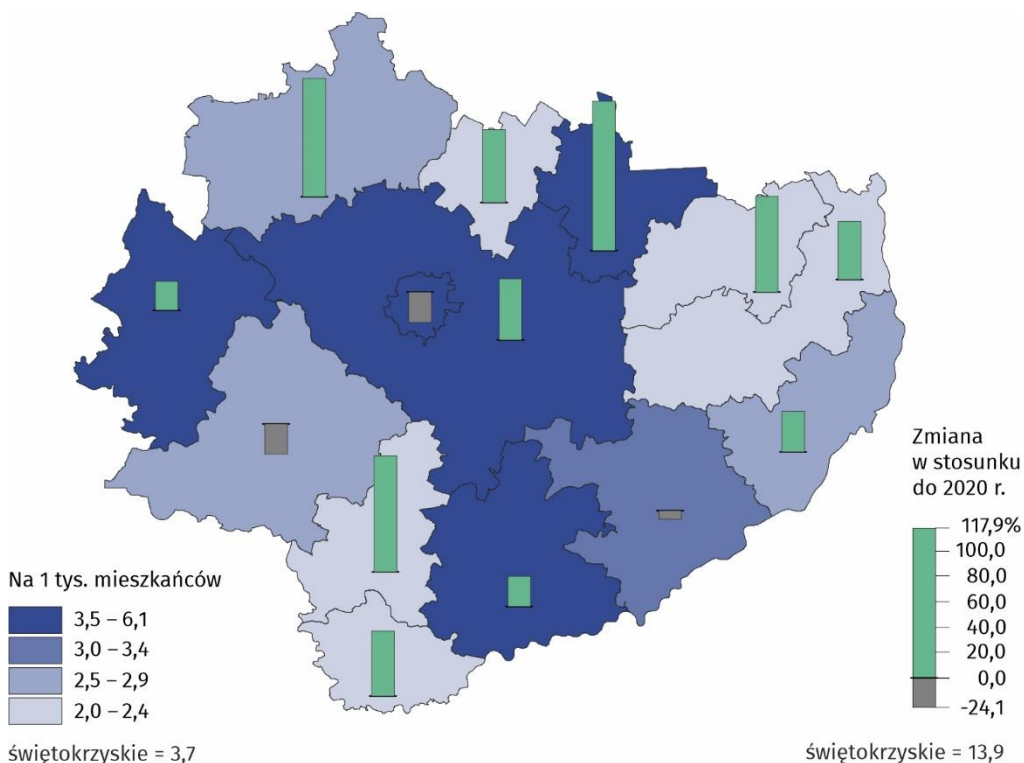 Na 1 tys. mieszkańców
3,5 – 6,1
3,0 – 3,4
2,5 – 2,9
2,0 – 2,4
świętokrzyskie = 3,7
Zmiana
w stosunku
do 2020 r.
117,9%
100,0
80,0
60,0
40,0
20,0
0,0
-24,1
świętokrzyskie = 13,9